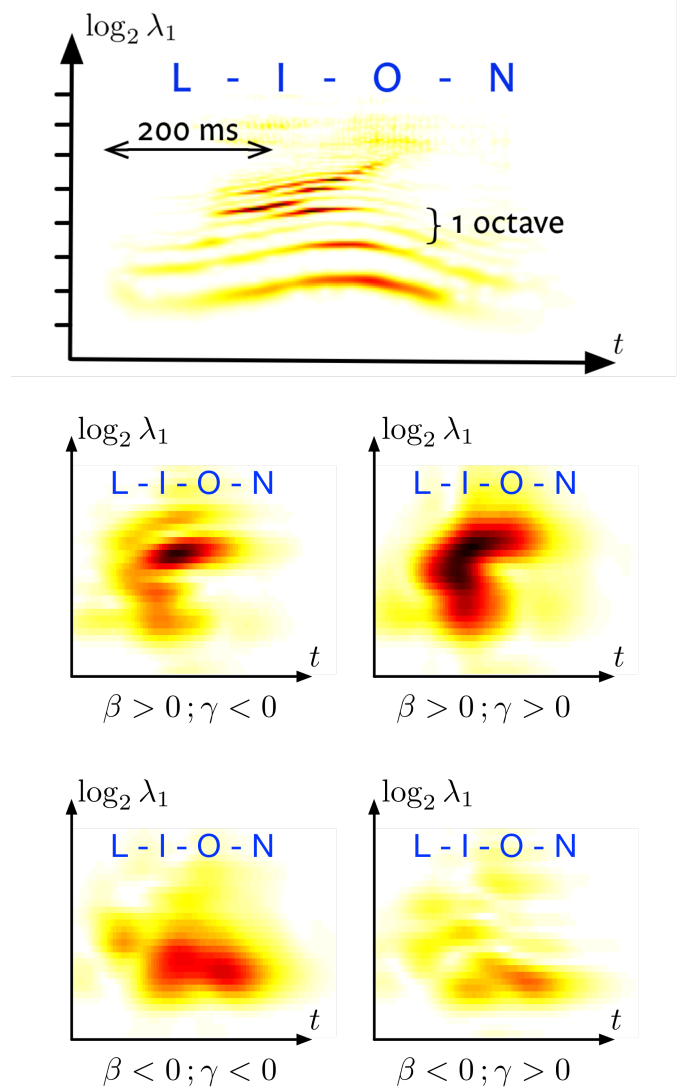 log₂ λ₁
L - I - O - N
200 ms
} 1 octave
t
log₂ λ₁ log₂ λ₁
L - I - O - N L - I - O - N
t t
β > 0 ; γ < 0 β > 0 ; γ > 0
log₂ λ₁ log₂ λ₁
L - I - O - N L - I - O - N
t t
β < 0 ; γ < 0 β < 0 ; γ > 0